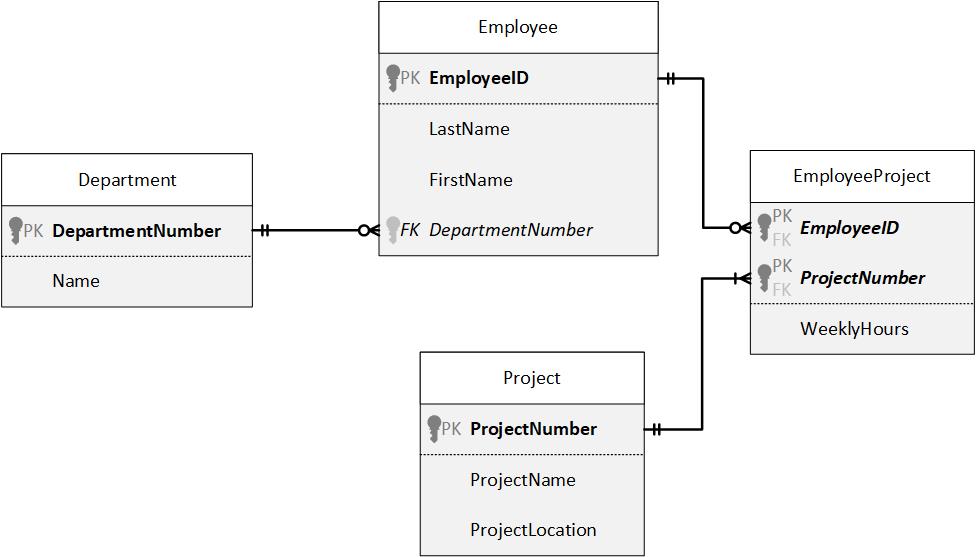 Employee
PK EmployeeID
LastName
FirstName
FK DepartmentNumber
Department
PK DepartmentNumber
Name
EmployeeProject
PK
FK
EmployeeID
PK
FK
ProjectNumber
WeeklyHours
Project
PK ProjectNumber
ProjectName
ProjectLocation